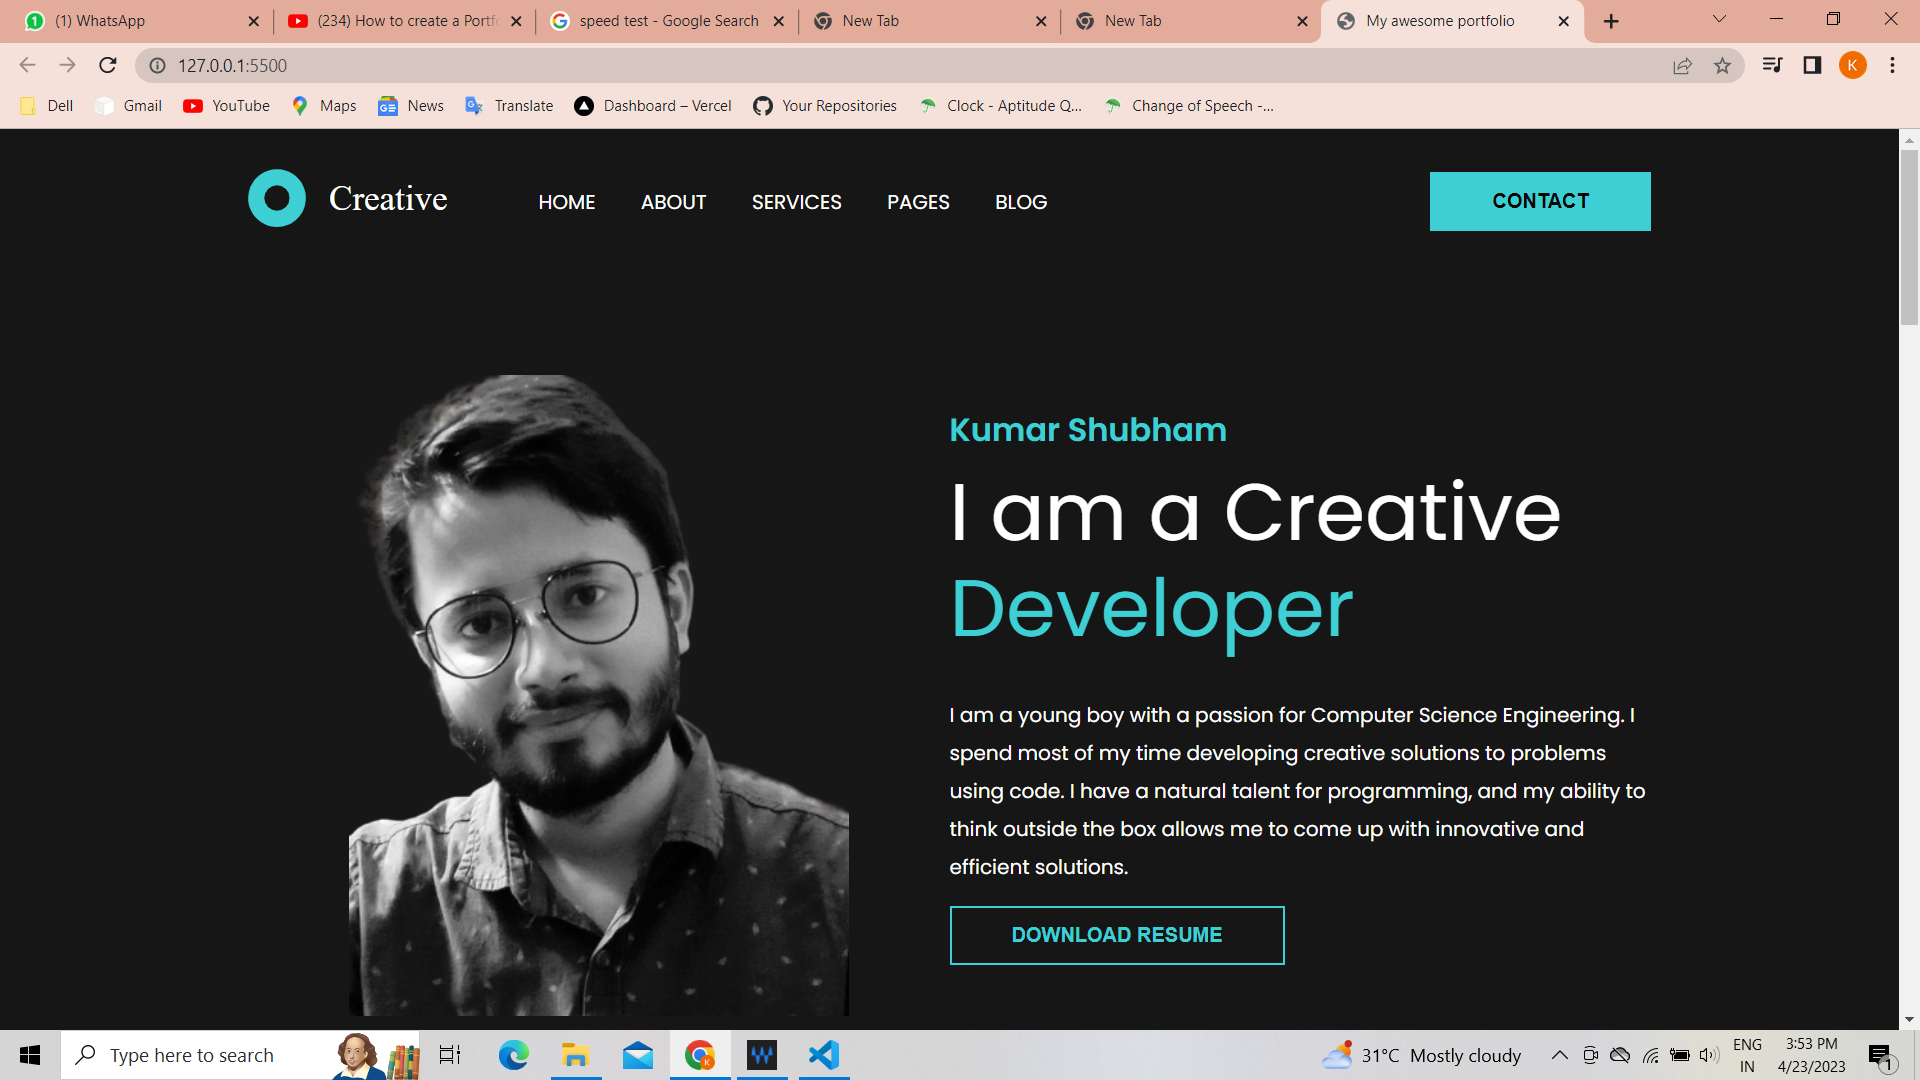 (1) WhatsApp
(234) How to create a Portfo
speed test - Google Search
New Tab
New Tab
My awesome portfolio
127.0.0.1:5500
K
Dell
Gmail
YouTube
Maps
News
Translate
Dashboard – Vercel
Your Repositories
Clock - Aptitude Q...
Change of Speech -...
Creative
HOME
ABOUT
SERVICES
PAGES
BLOG
CONTACT
Kumar Shubham
I am a Creative
Developer
I am a young boy with a passion for Computer Science Engineering. I
spend most of my time developing creative solutions to problems
using code. I have a natural talent for programming, and my ability to
think outside the box allows me to come up with innovative and
efficient solutions.
DOWNLOAD RESUME
Type here to search
31°C Mostly cloudy
ENG
IN
3:53 PM
4/23/2023
1